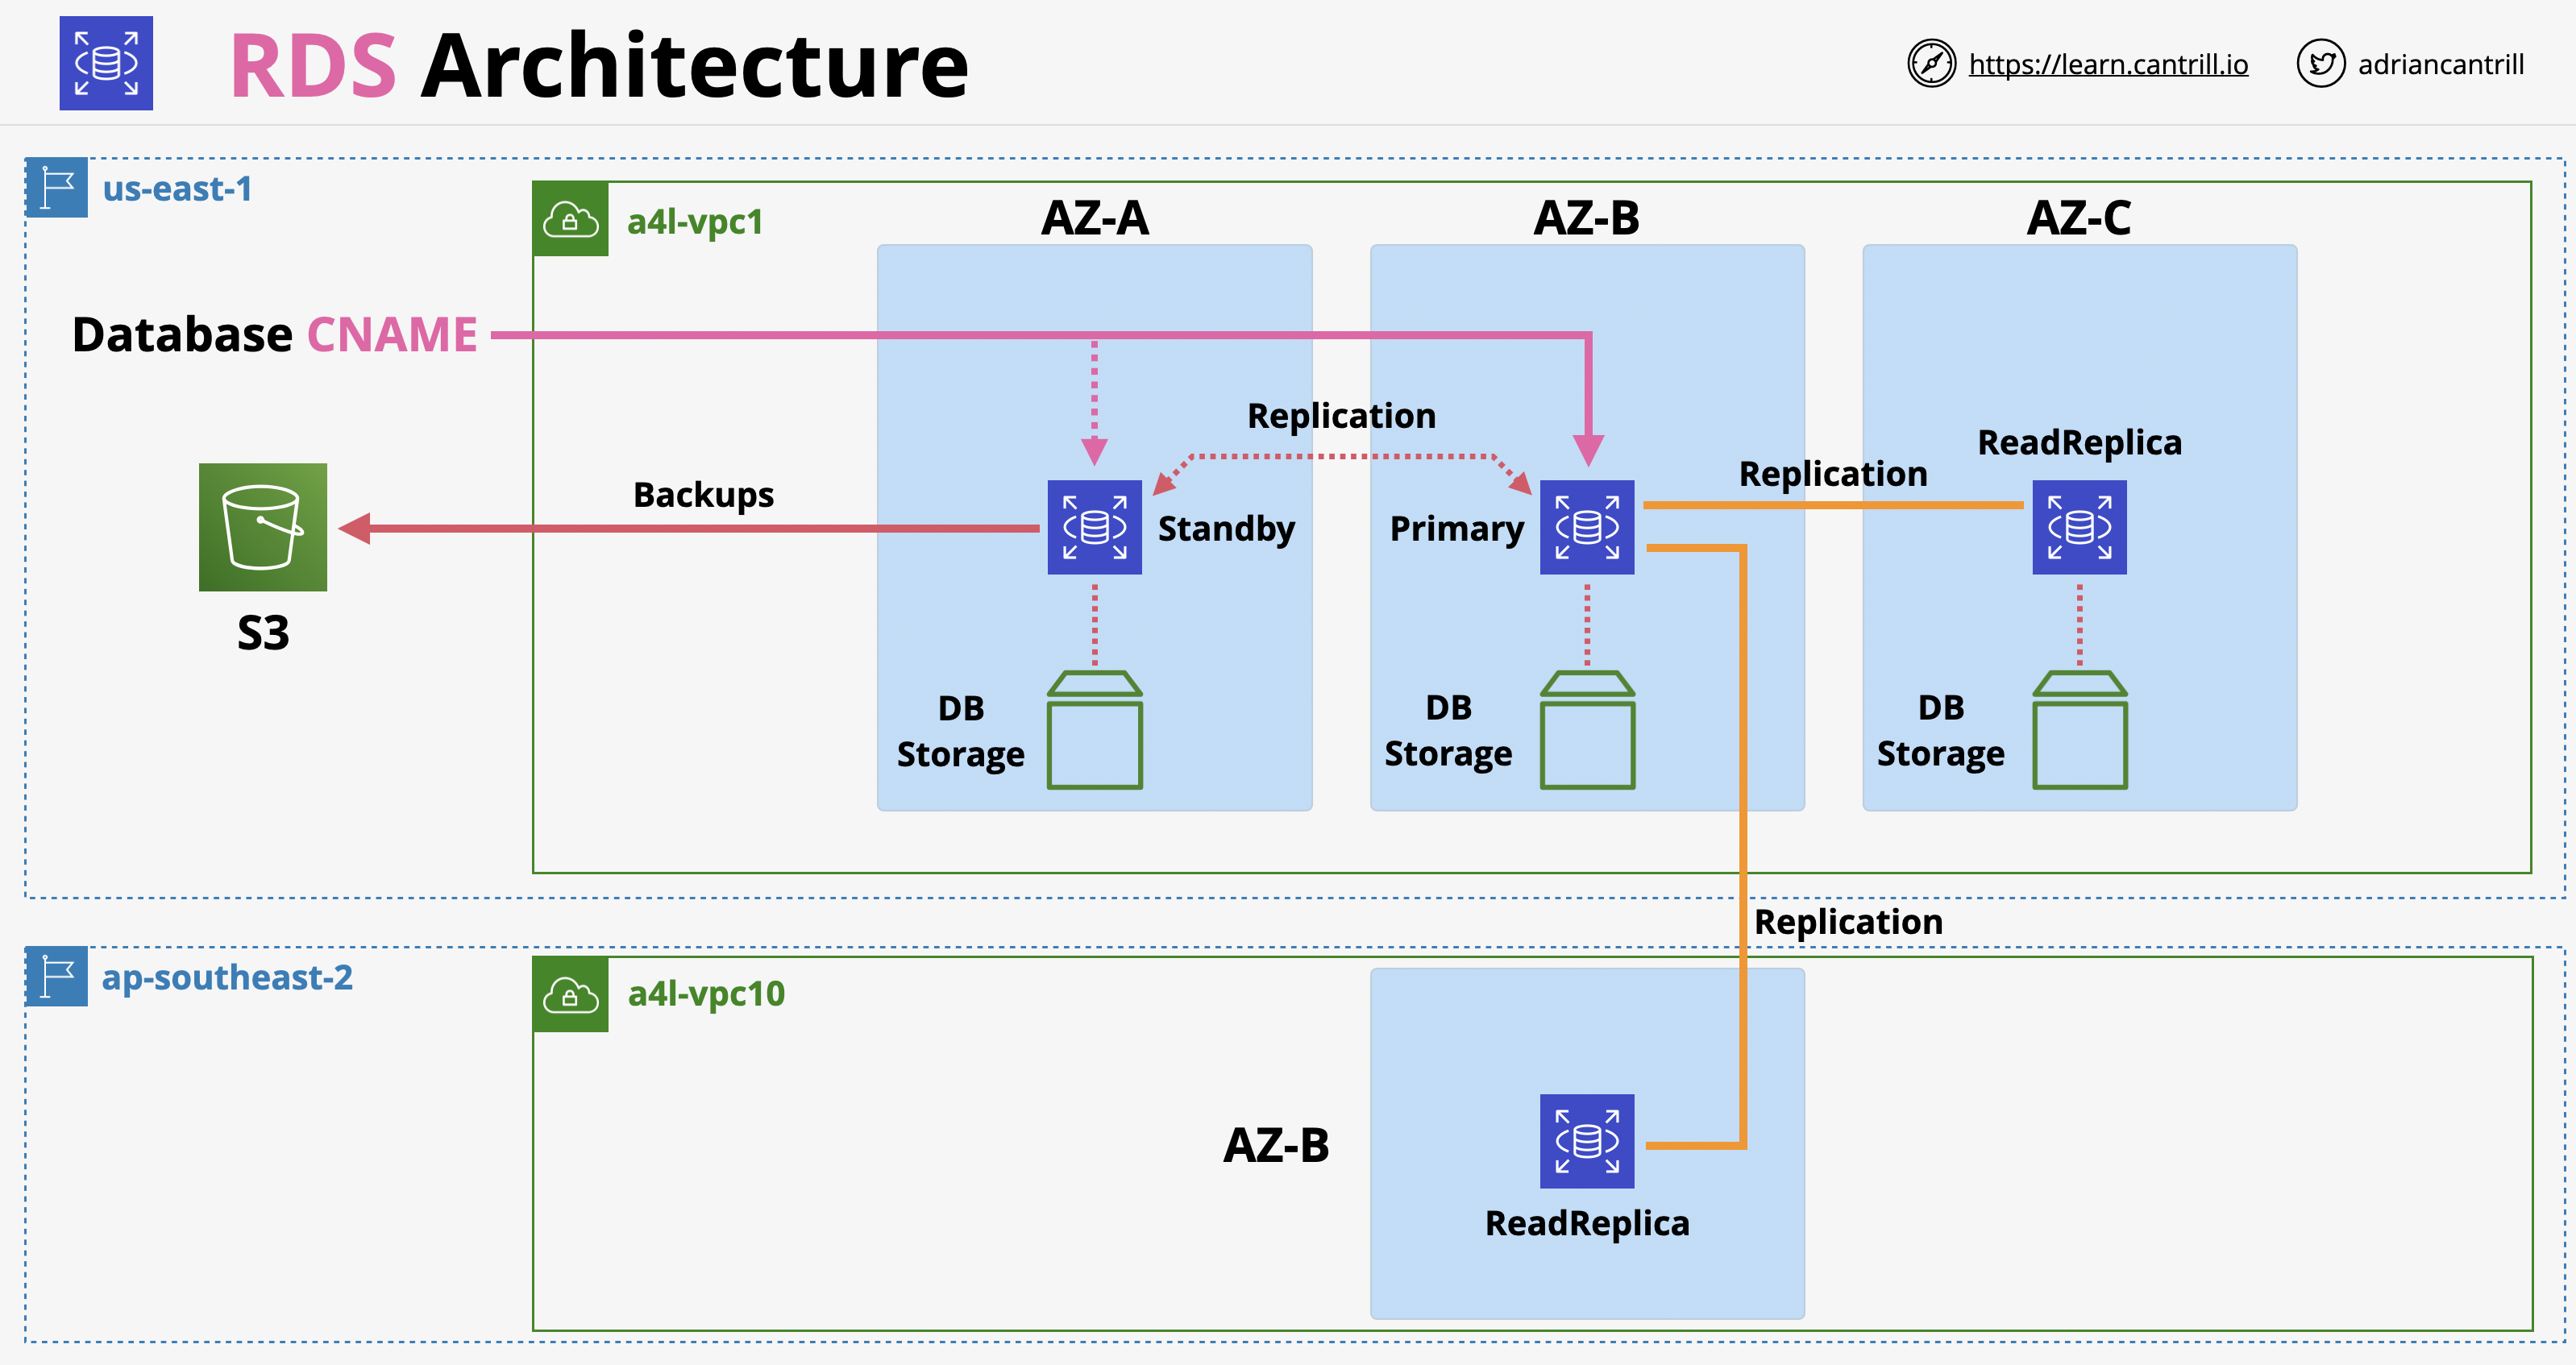 RDS Architecture
https://learn.cantrill.io
adriancantrill
us-east-1
a4l-vpc1
AZ-A
AZ-B
AZ-C
Database CNAME
Replication
ReadReplica
Replication
Backups
Standby
Primary
S3
DB
Storage
DB
Storage
DB
Storage
Replication
ap-southeast-2
a4l-vpc10
AZ-B
ReadReplica